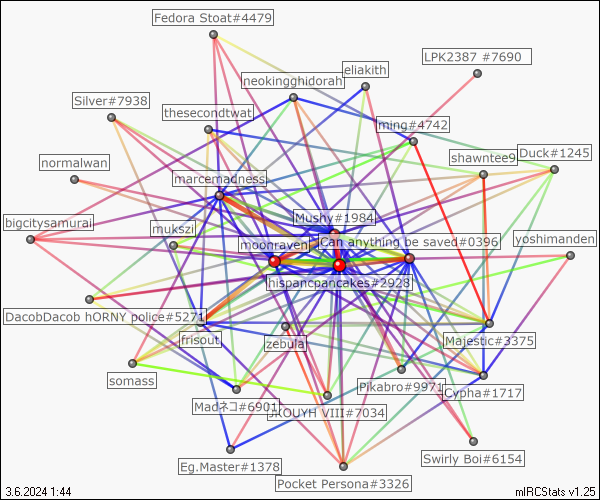 Fedora Stoat#4479
LPK2387 #7690
eliakith
neokingghidorah
Silver#7938
thesecondtwat
ming#4742
Duck#1245
shawntee9
normalwan
marcemadness
Mushy#1984
bigcitysamurai
mukszi
moonraven
Can anything be saved#0396
yoshimanden
hispanicpancakes#2928
DacobDacob hORNY police#5271
frisout
zebular
Majestic#3375
somass
Pikabro#9971
Cypha#1717
Madネコ#6901
JKOUYH VIII#7034
Swirly Boi#6154
Eg.Master#1378
Pocket Persona#3326
3.6.2024 1:44
mIRCStats v1.25